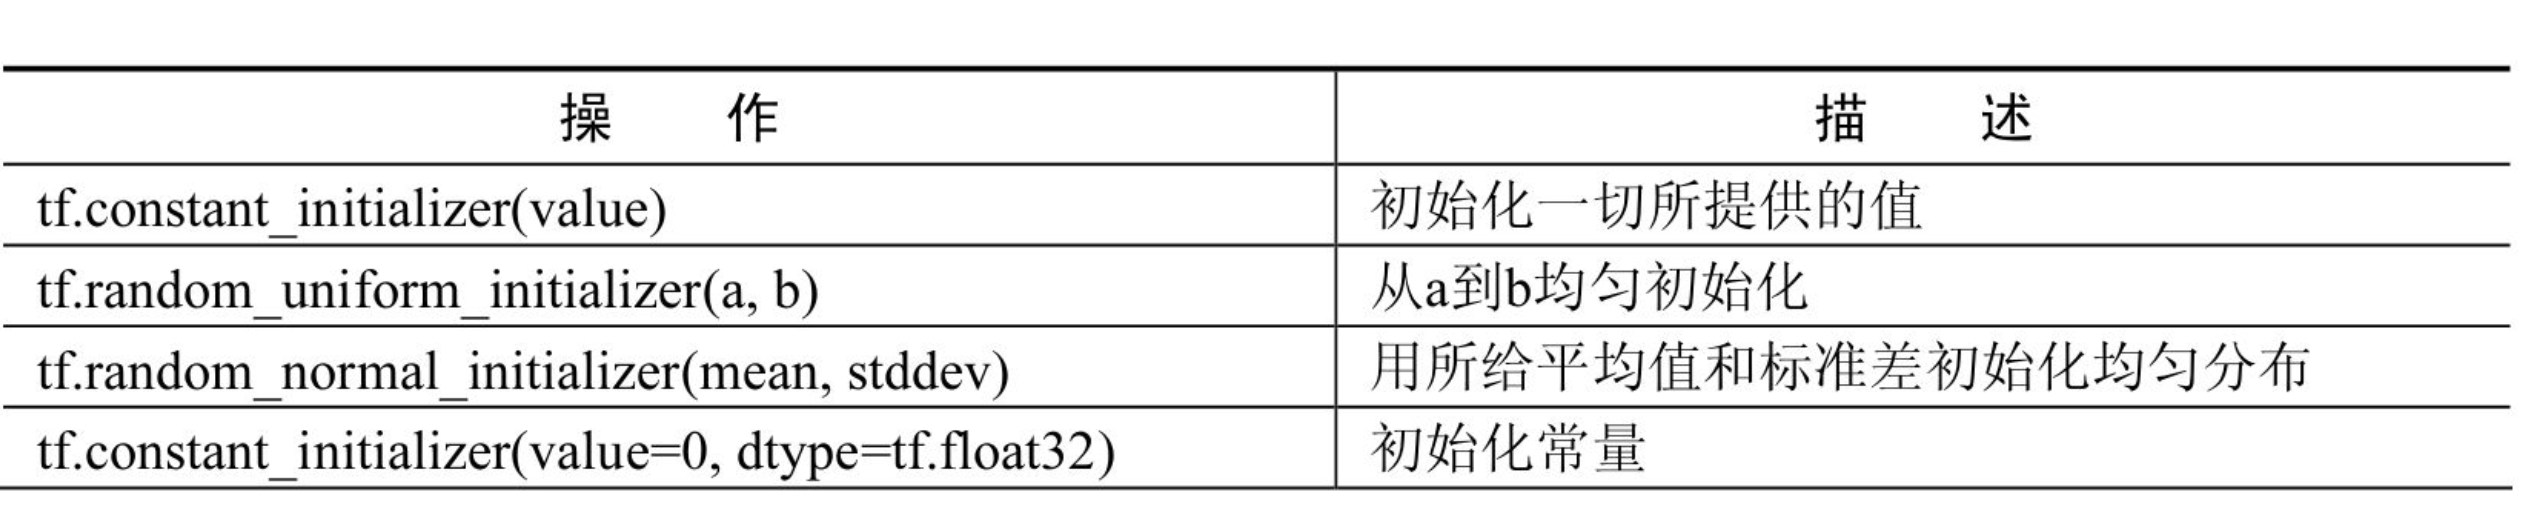 操作 描述
tf.constant_initializer(value) 初始化一切所提供的值
tf.random_uniform_initializer(a, b) 从a到b均匀初始化
tf.random_normal_initializer(mean, stddev) 用所给平均值和标准差初始化均匀分布
tf.constant_initializer(value=0, dtype=tf.float32) 初始化常量